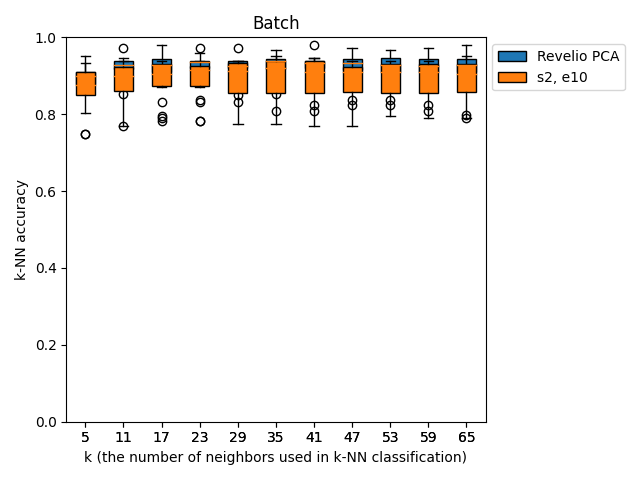 Batch
1.0
0.8
0.6
0.4
0.2
0.0
k-NN accuracy
5 11 17 23 29 35 41 47 53 59 65
k (the number of neighbors used in k-NN classification)
Revelio PCA
s2, e10